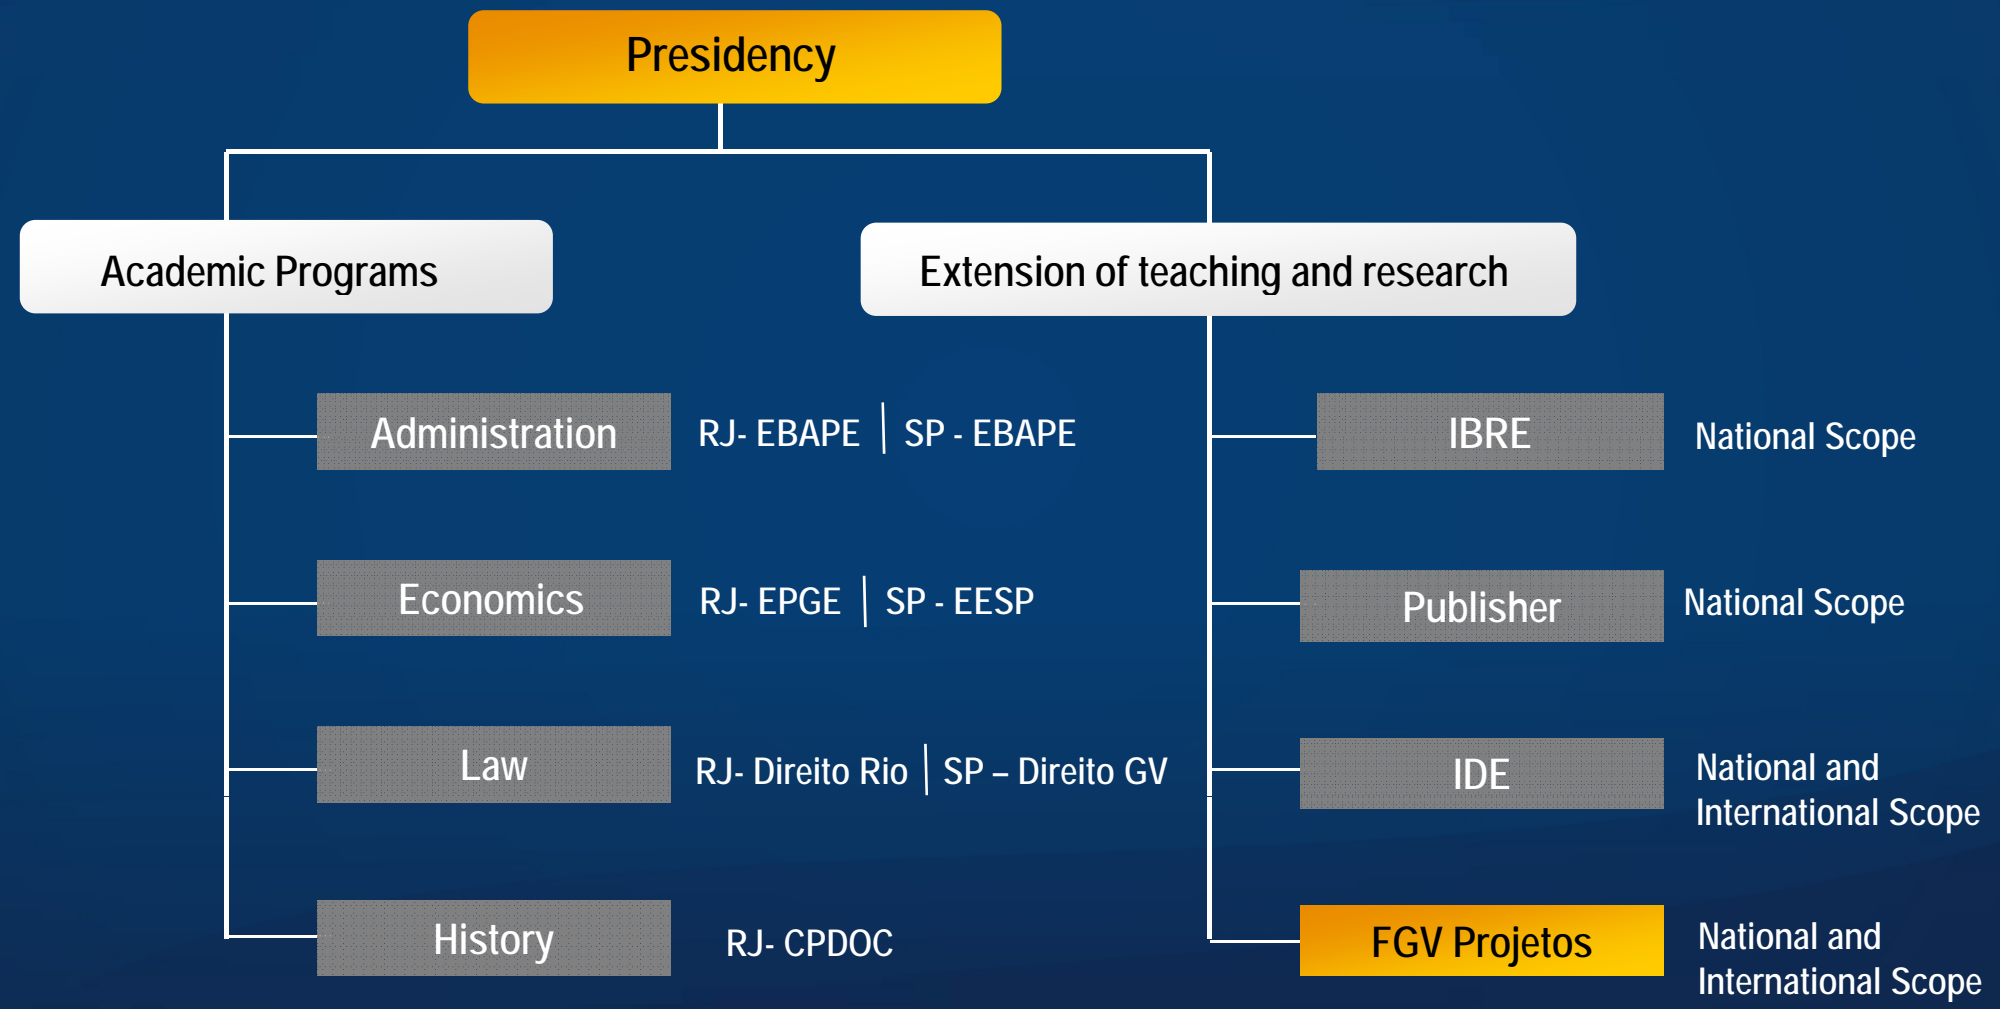 Presidency
Academic Programs
Extension of teaching and research
Administration
RJ- EBAPE | SP - EBAPE
IBRE
National Scope
Economics
RJ- EPGE | SP - EESP
Publisher
National Scope
Law
RJ- Direito Rio | SP – Direito GV
IDE
National and
International Scope
History
RJ- CPDOC
FGV Projetos
National and
International Scope